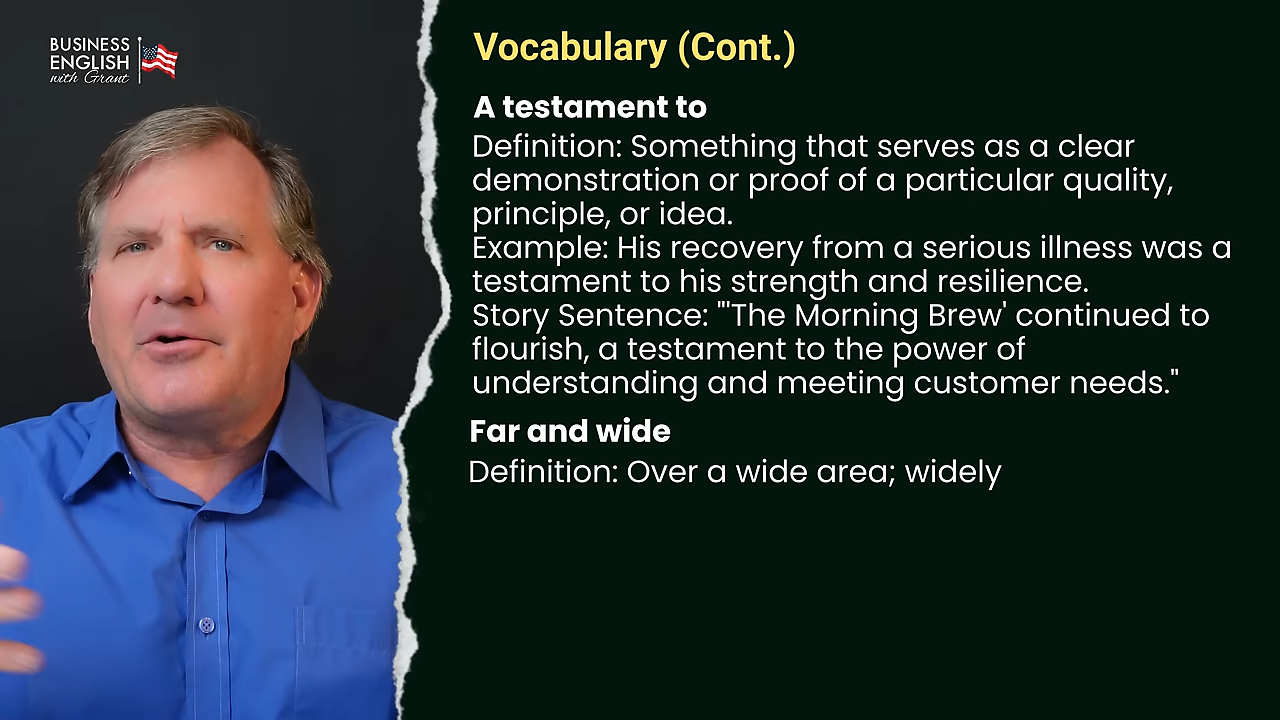 BUSINESS
ENGLISH
with Grant
Vocabulary (Cont.)
A testament to
Definition: Something that serves as a clear
demonstration or proof of a particular quality,
principle, or idea.
Example: His recovery from a serious illness was a
testament to his strength and resilience.
Story Sentence: "'The Morning Brew' continued to
flourish, a testament to the power of
understanding and meeting customer needs."
Far and wide
Definition: Over a wide area; widely